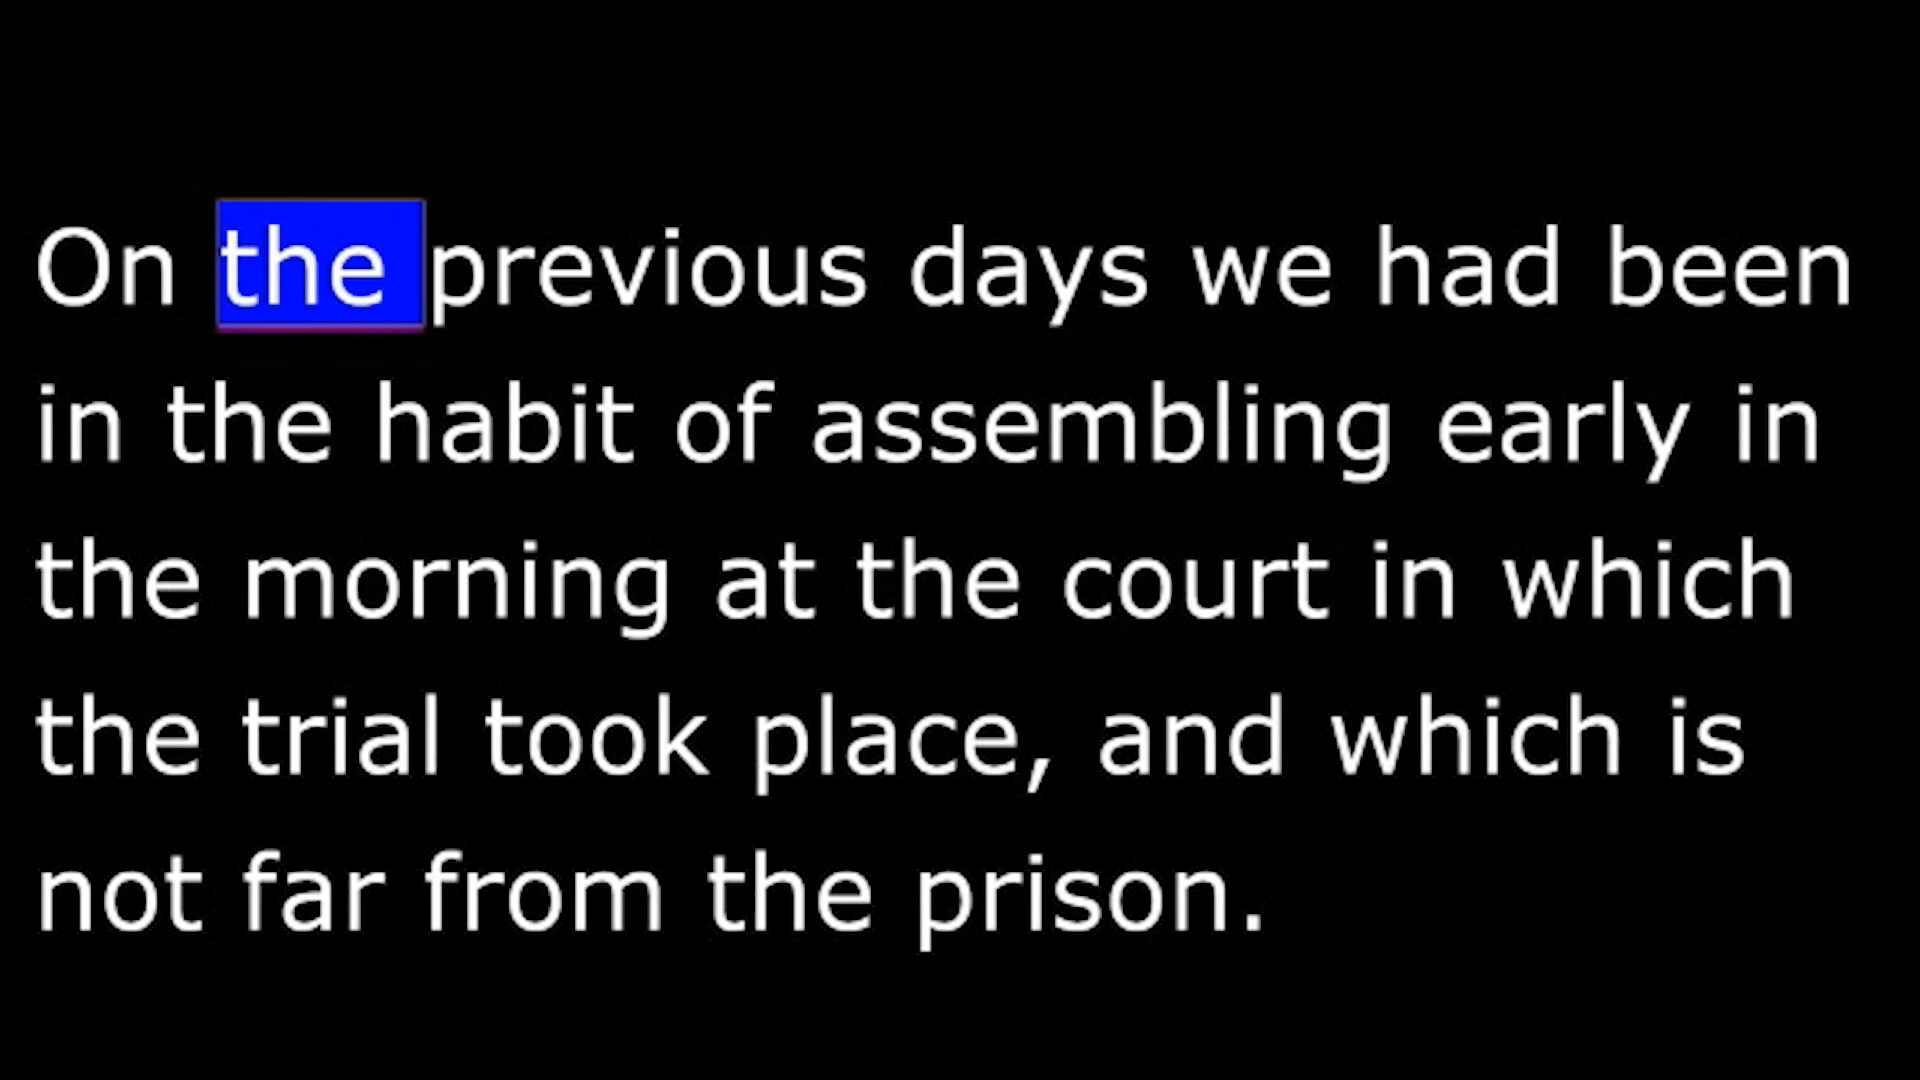 On the previous days we had been
in the habit of assembling early in
the morning at the court in which
the trial took place, and which is
not far from the prison.